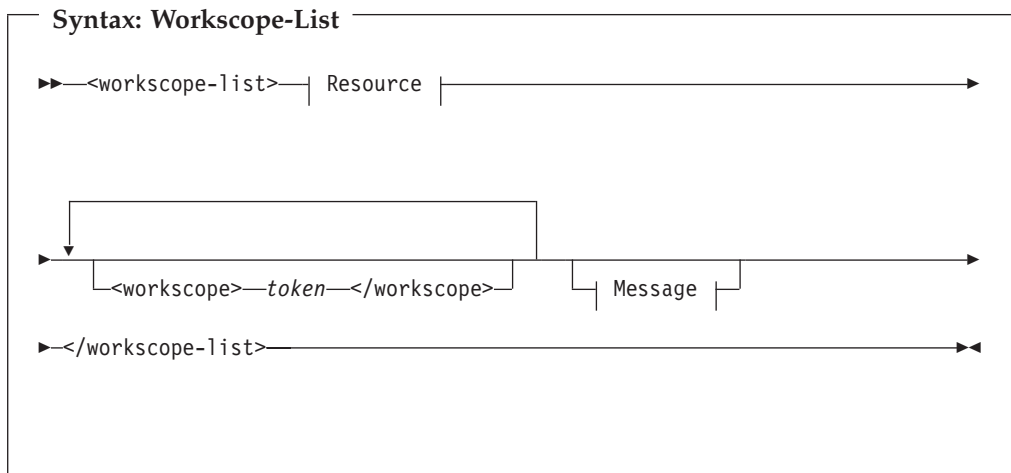 Syntax: Workscope-List
<workscope-list> Resource
<workscope> token </workscope> Message
</workscope-list>